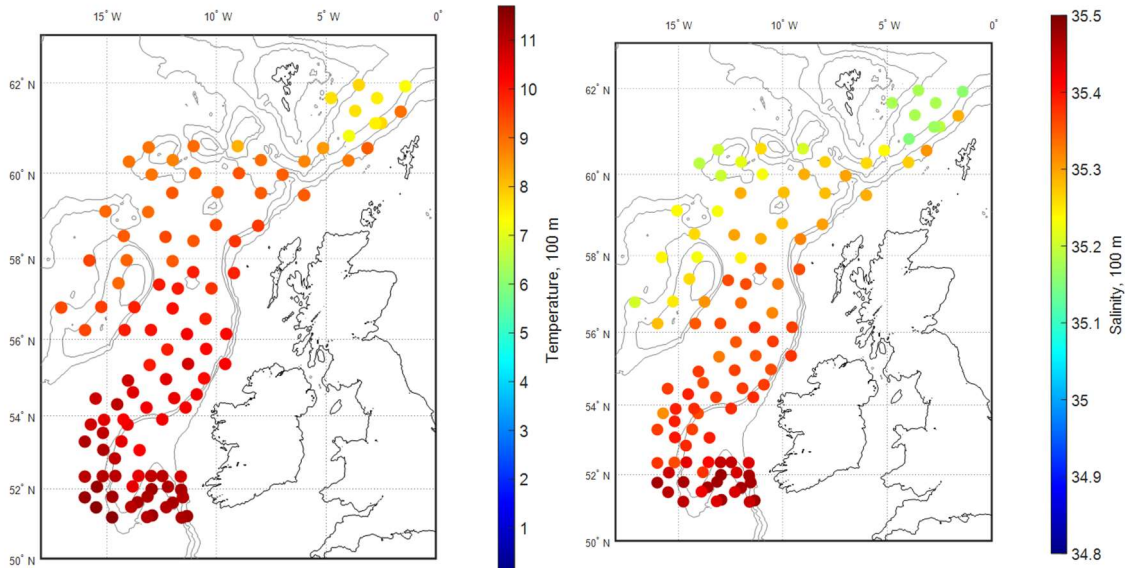 15° W 10° W 5° W 0°
62° N
60° N
58° N
56° N
54° N
52° N
50° N
11
10
9
8
7
6
5
4
3
2
1
Temperature, 100 m
15° W 10° W 5° W 0°
62° N
60° N
58° N
56° N
54° N
52° N
50° N
35.5
35.4
35.3
35.2
35.1
35
34.9
34.8
Salinity, 100 m